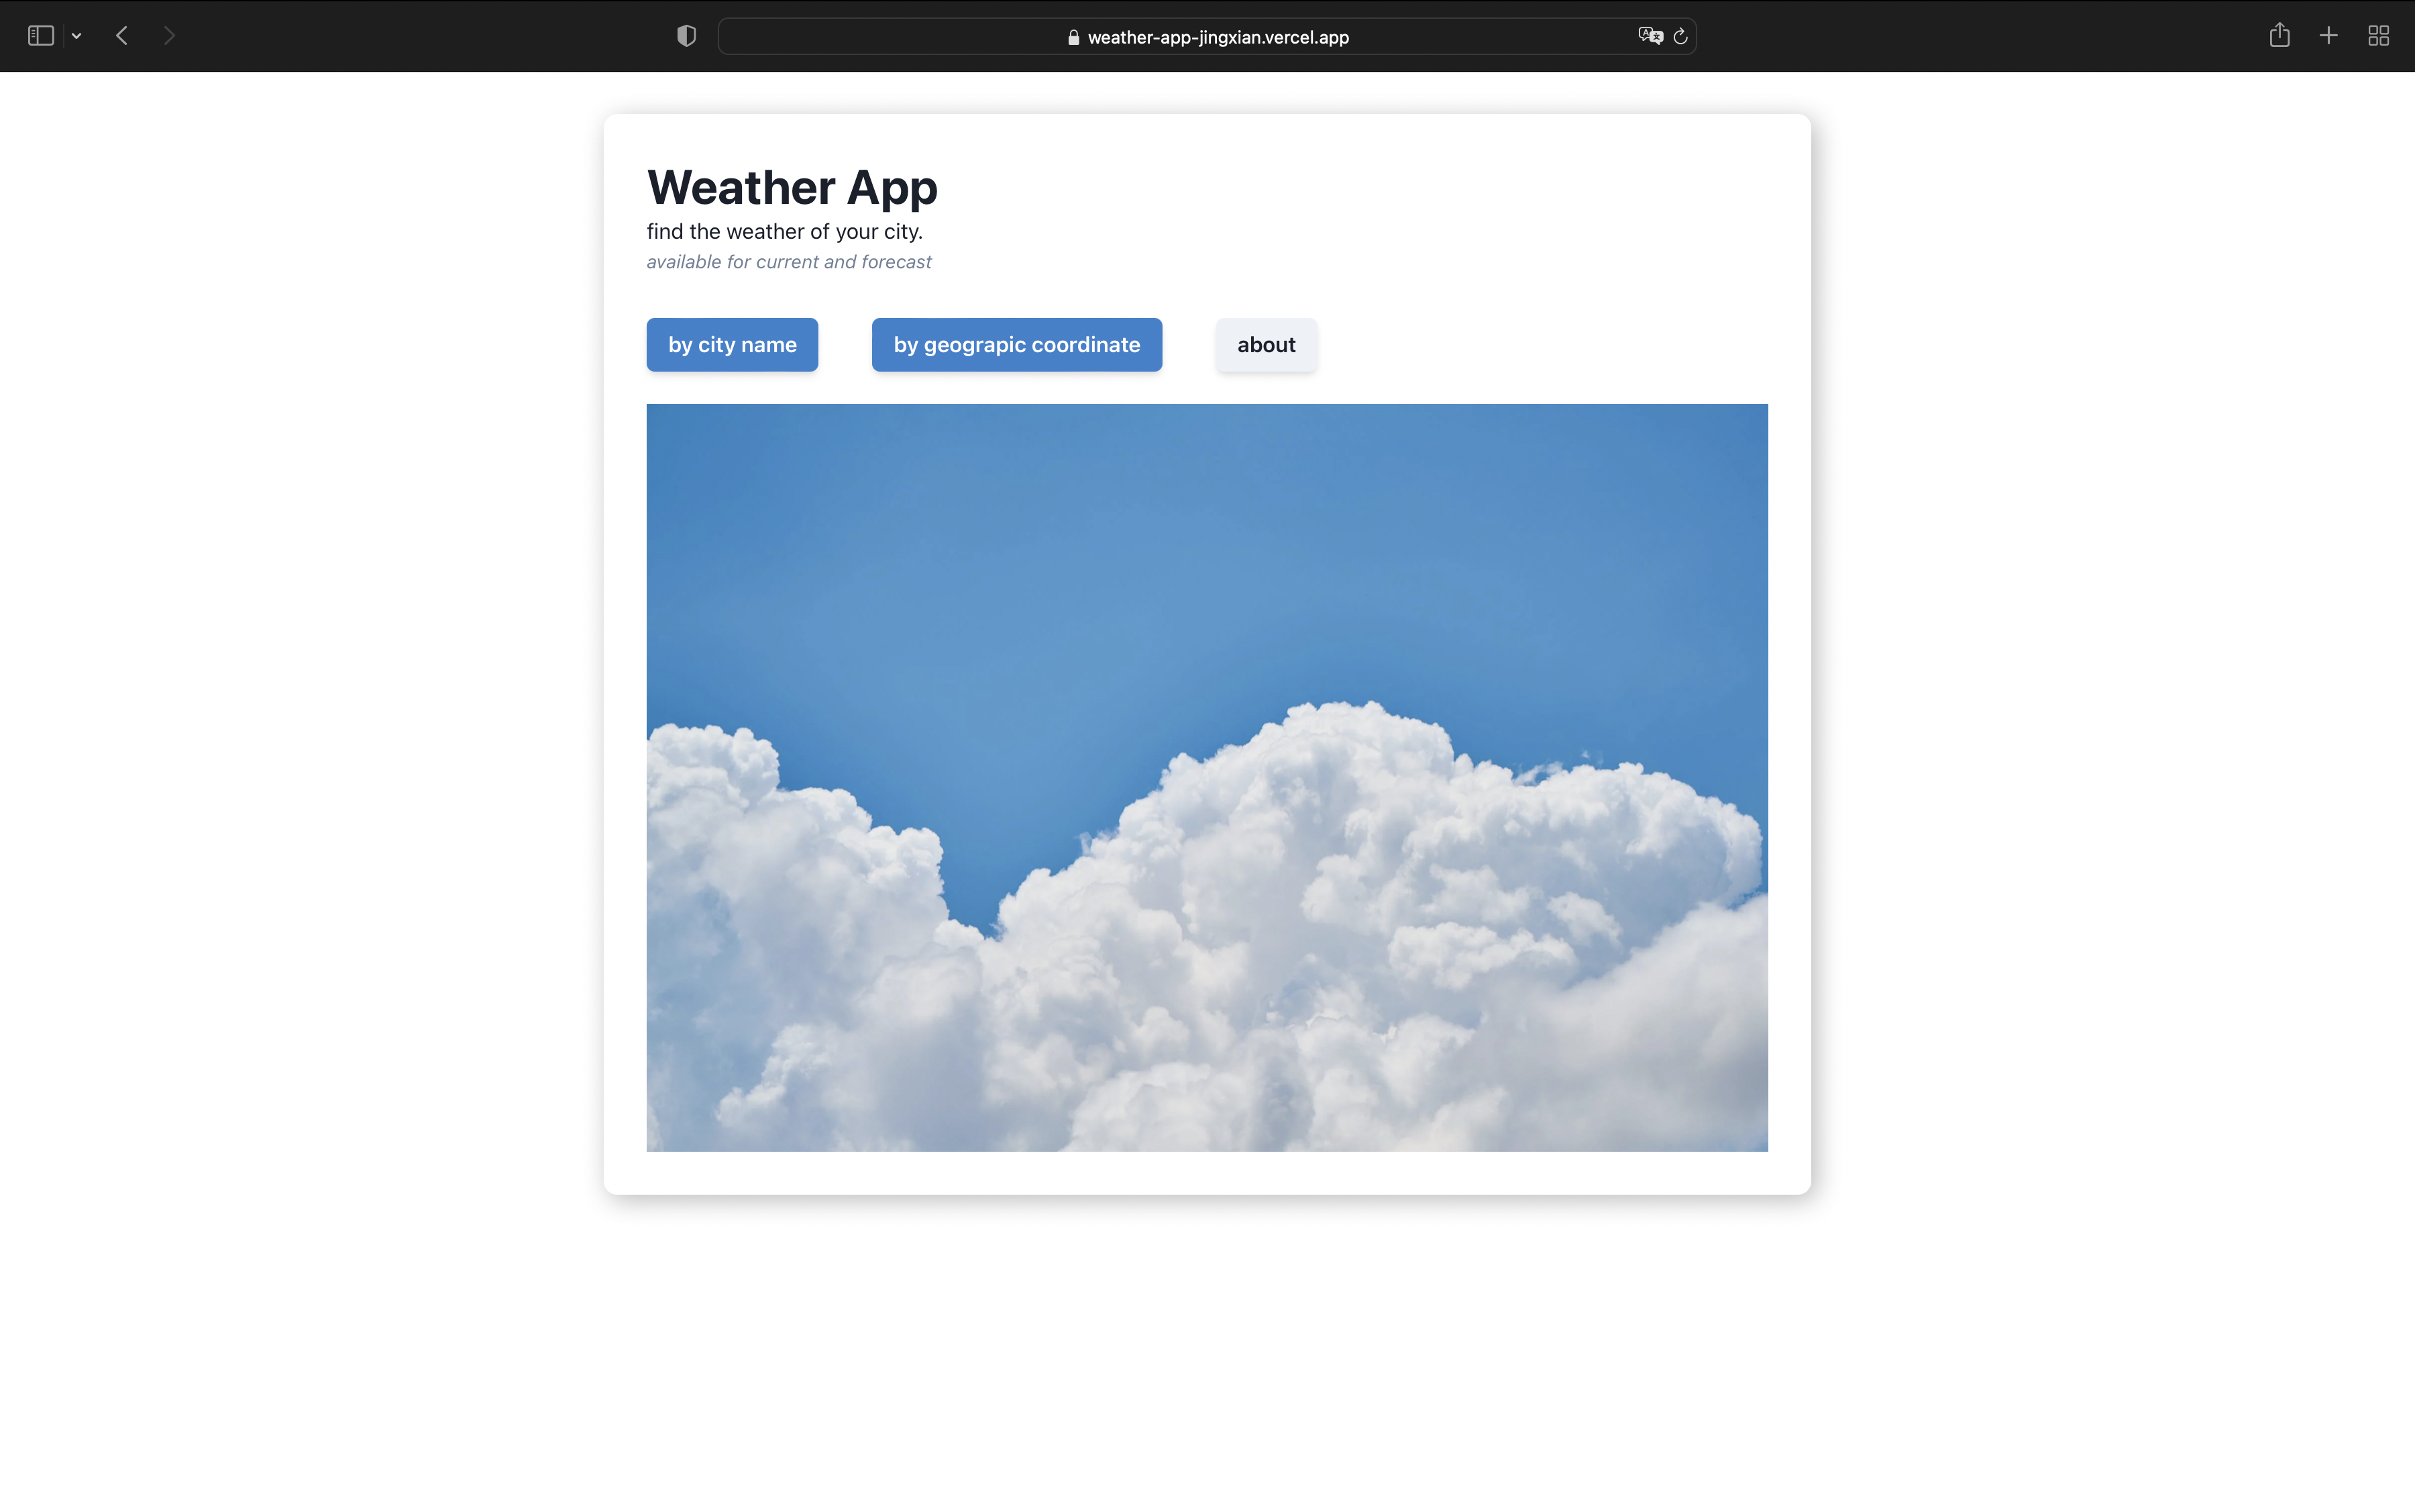 weather-app-jingxian.vercel.app
Weather App
find the weather of your city.
available for current and forecast
by city name
by geograpic coordinate
about